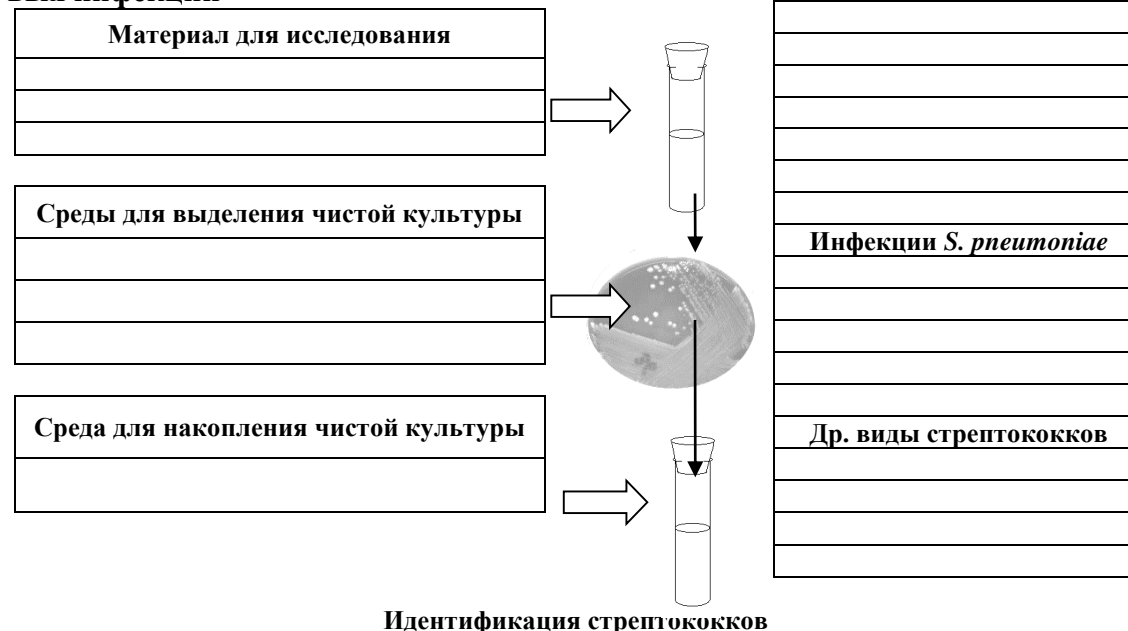 Материал для исследования
Среды для выделения чистой культуры
Среда для накопления чистой культуры
Инфекции S. pneumoniae
Др. виды стрептококков
Идентификация стрептококков